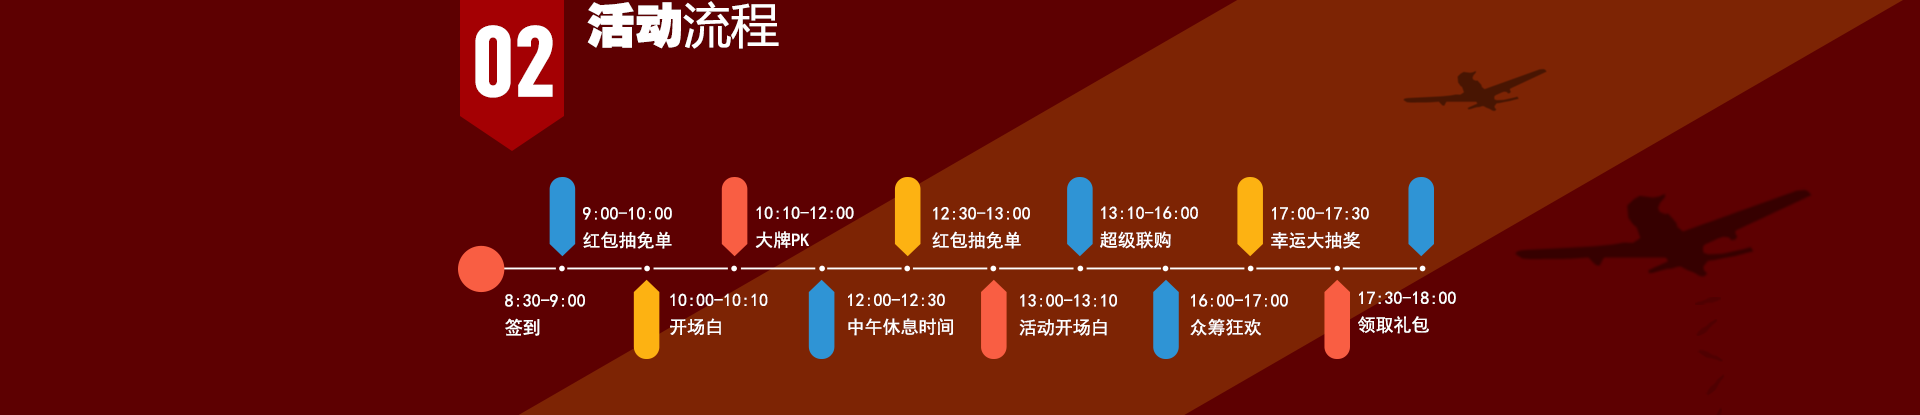 02
活动流程
8:30-9:00
签到
9:00-10:00
红包抽免单
10:00-10:10
开场白
10:10-12:00
大牌PK
12:00-12:30
中午休息时间
12:30-13:00
红包抽免单
13:00-13:10
活动开场白
13:10-16:00
超级联购
16:00-17:00
众筹狂欢
17:00-17:30
幸运大抽奖
17:30-18:00
领取礼包